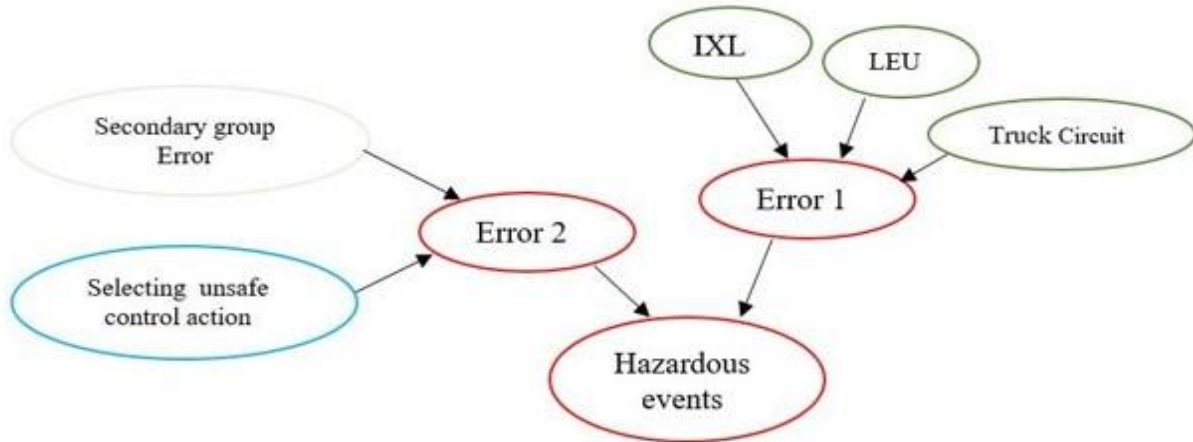 IXL
LEU
Truck Circuit
Secondary group
Error
Error 1
Error 2
Selecting unsafe
control action
Hazardous
events